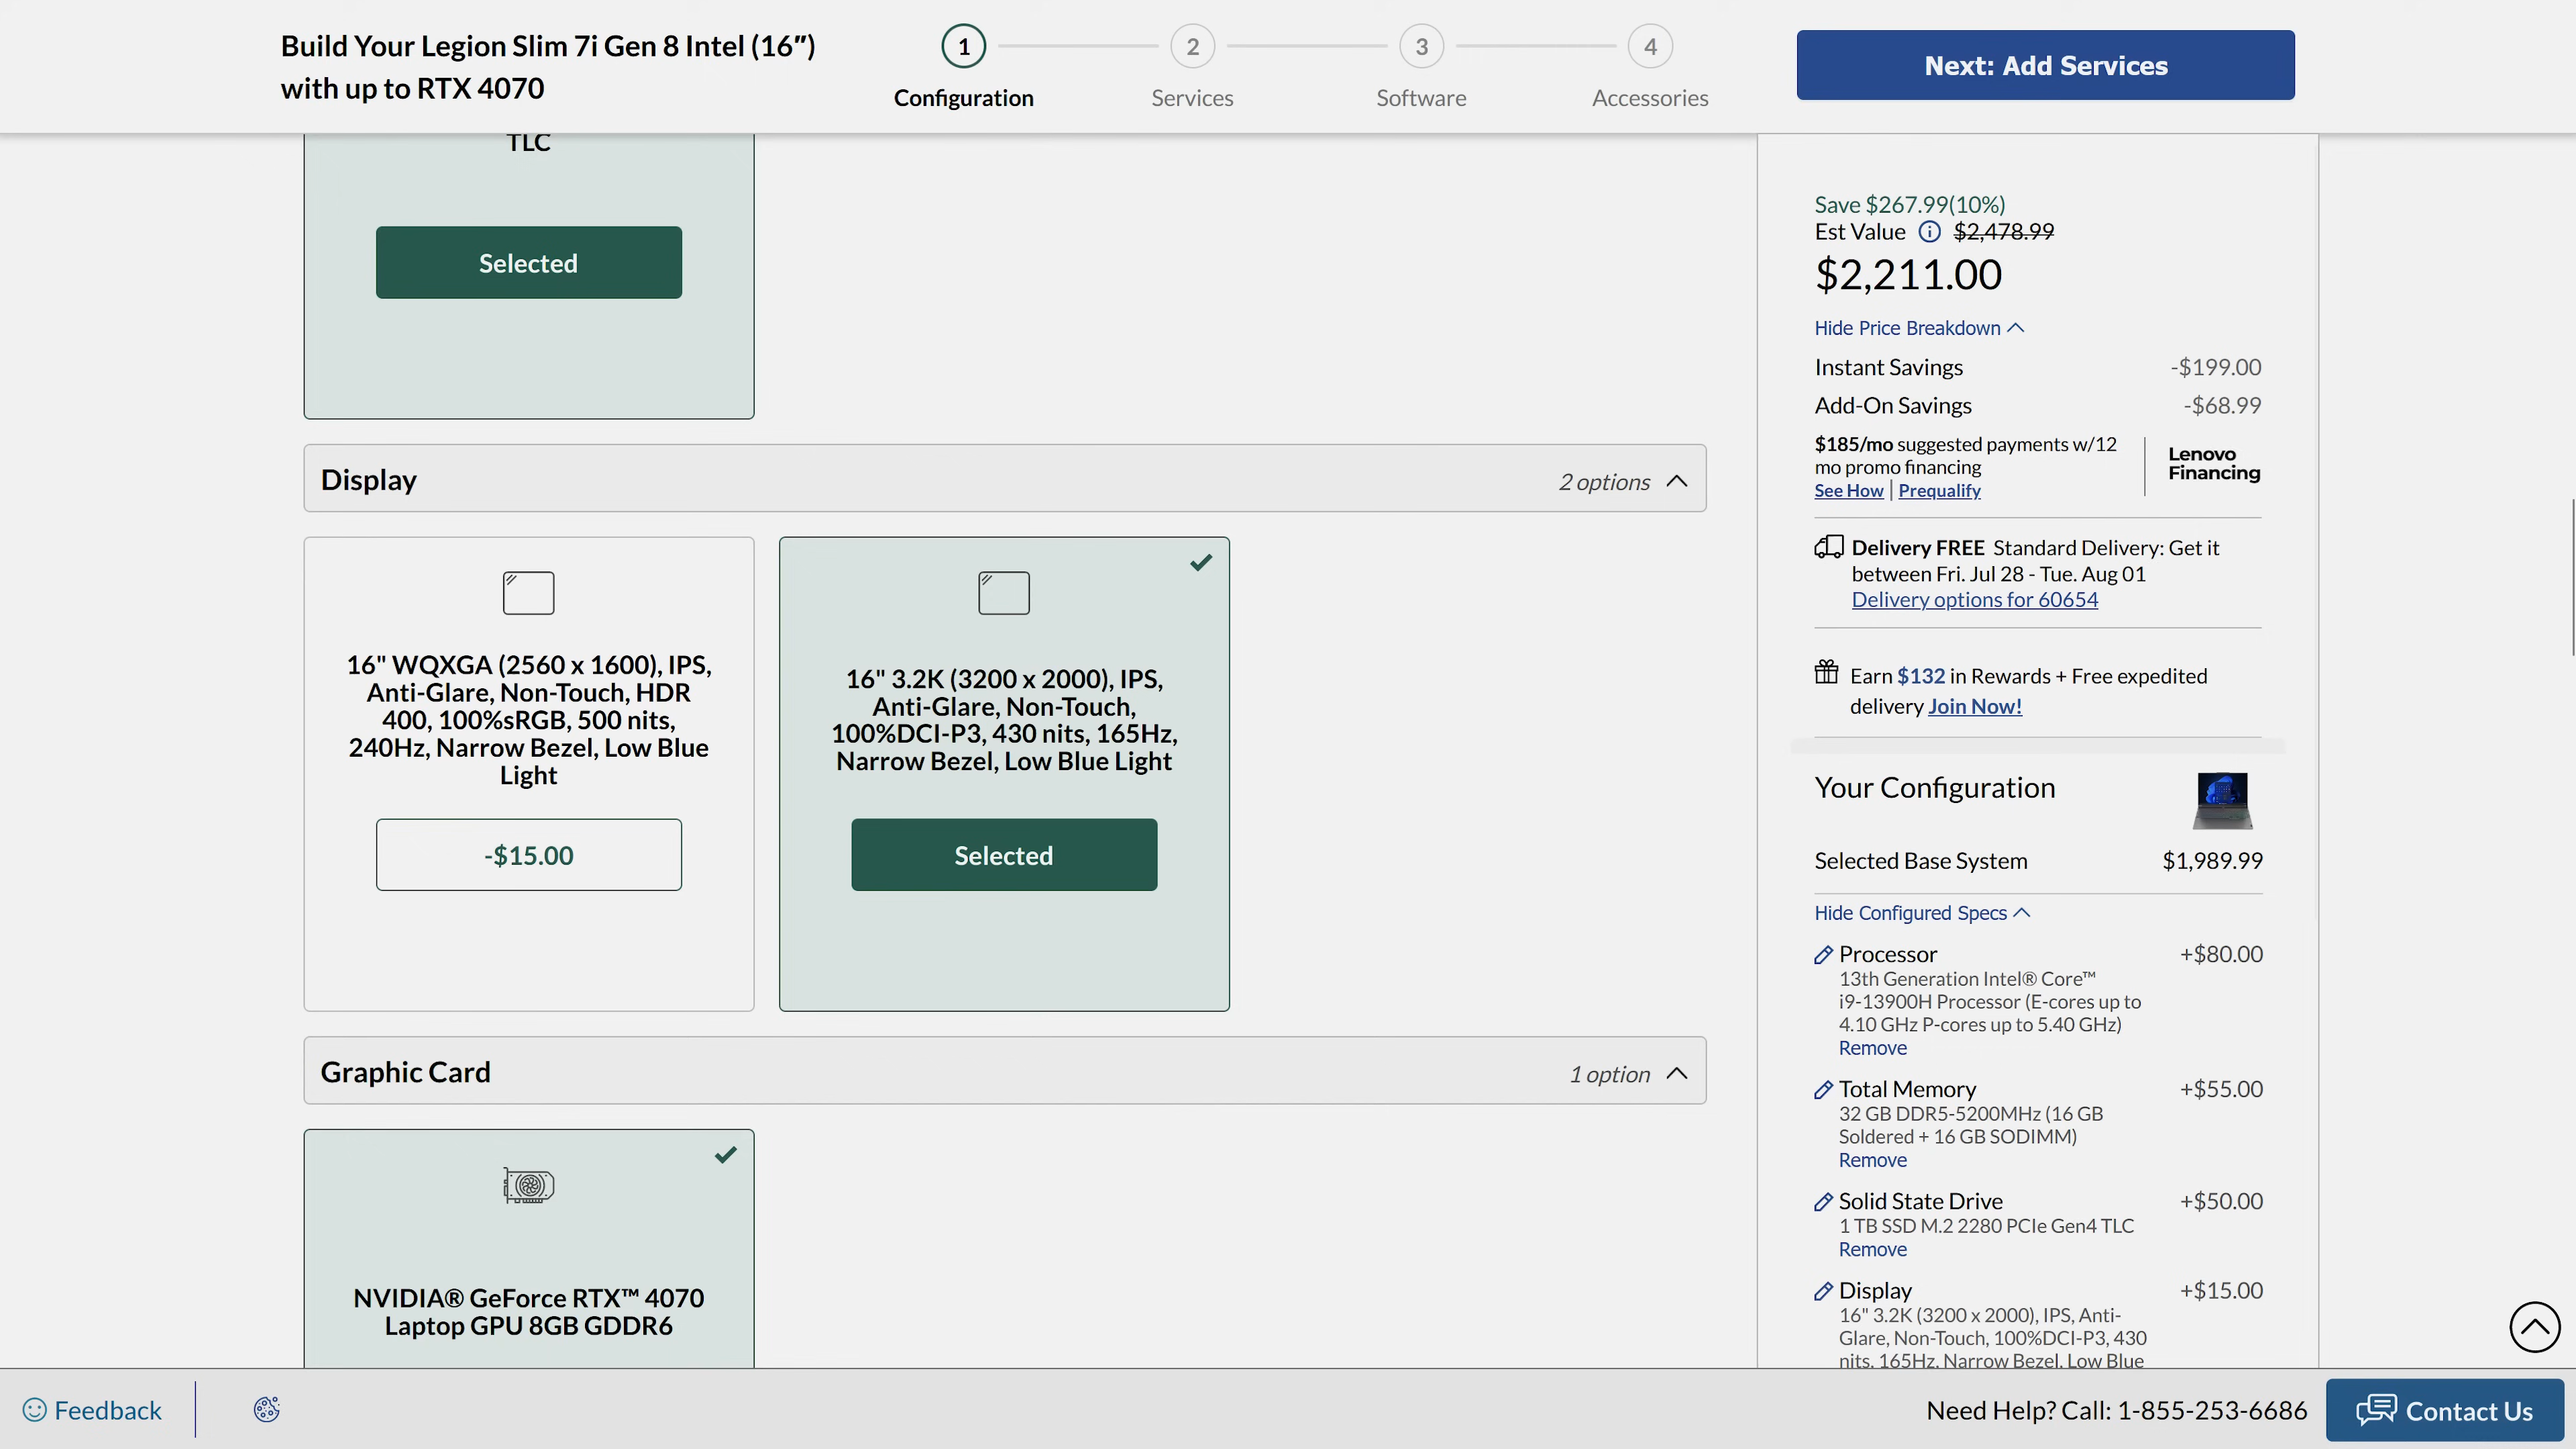 Build Your Legion Slim 7i Gen 8 Intel (16″)
with up to RTX 4070
1
Configuration
2
Services
3
Software
4
Accessories
Next: Add Services
TLC
Selected
Display
2 options
16" WQXGA (2560 x 1600), IPS,
Anti-Glare, Non-Touch, HDR
400, 100%sRGB, 500 nits,
240Hz, Narrow Bezel, Low Blue
Light
-$15.00
16" 3.2K (3200 x 2000), IPS,
Anti-Glare, Non-Touch,
100%DCI-P3, 430 nits, 165Hz,
Narrow Bezel, Low Blue Light
Selected
Graphic Card
1 option
NVIDIA® GeForce RTX™ 4070
Laptop GPU 8GB GDDR6
Save $267.99(10%)
Est Value $2,478.99
$2,211.00
Hide Price Breakdown
Instant Savings -$199.00
Add-On Savings -$68.99
$185/mo suggested payments w/12
mo promo financing
See How | Prequalify
Lenovo
Financing
Delivery FREE Standard Delivery: Get it
between Fri. Jul 28 - Tue. Aug 01
Delivery options for 60654
Earn $132 in Rewards + Free expedited
delivery Join Now!
Your Configuration
Selected Base System $1,989.99
Hide Configured Specs
Processor +$80.00
13th Generation Intel® Core™
i9-13900H Processor (E-cores up to
4.10 GHz P-cores up to 5.40 GHz)
Remove
Total Memory +$55.00
32 GB DDR5-5200MHz (16 GB
Soldered + 16 GB SODIMM)
Remove
Solid State Drive +$50.00
1 TB SSD M.2 2280 PCIe Gen4 TLC
Remove
Display +$15.00
16" 3.2K (3200 x 2000), IPS, Anti-
Glare, Non-Touch, 100%DCI-P3, 430
nits, 165Hz, Narrow Bezel, Low Blue
Feedback
Need Help? Call: 1-855-253-6686
Contact Us